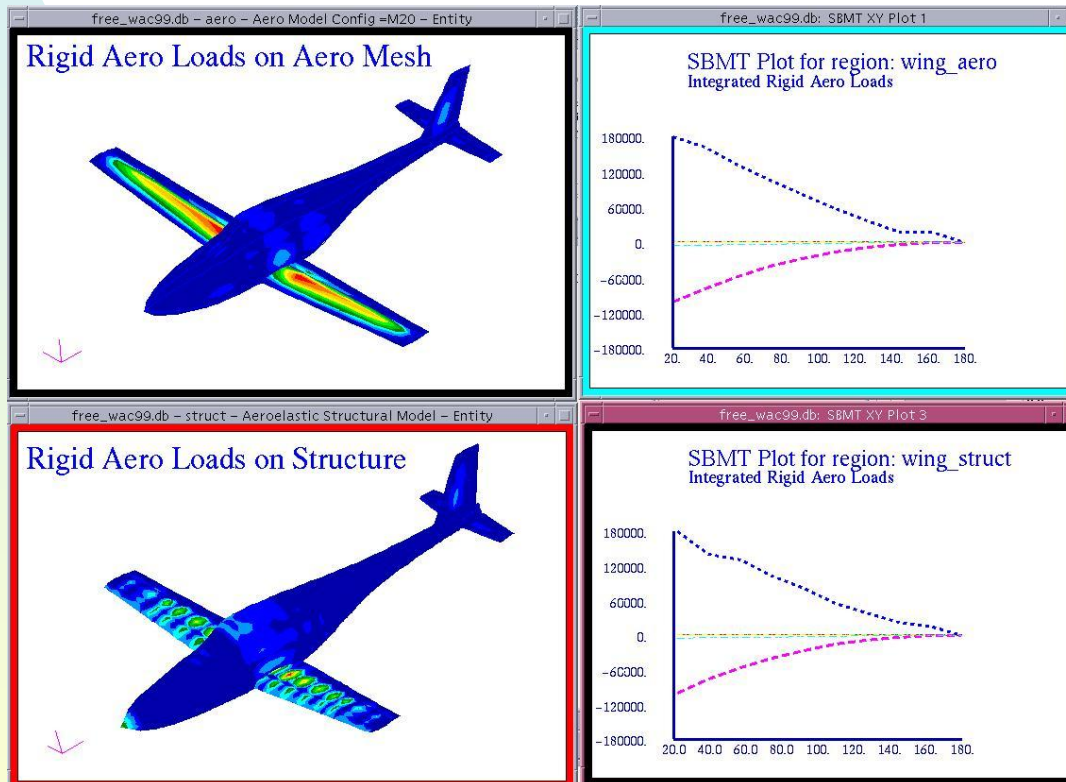 free_wac99.db – aero – Aero Model Config =M20 – Entity
Rigid Aero Loads on Aero Mesh
free_wac99.db: SBMT XY Plot 1
SBMT Plot for region: wing_aero
Integrated Rigid Aero Loads
180000.
120000.
60000.
0.
-60000.
-120000.
-180000.
20. 40. 60. 80. 100. 120. 140. 160. 180.
free_wac99.db – struct – Aeroelastic Structural Model – Entity
Rigid Aero Loads on Structure
free_wac99.db: SBMT XY Plot 3
SBMT Plot for region: wing_struct
Integrated Rigid Aero Loads
180000.
120000.
60000.
0.
-60000.
-120000.
-180000.
20.0 40. 60. 80. 100. 120. 140. 160. 180.